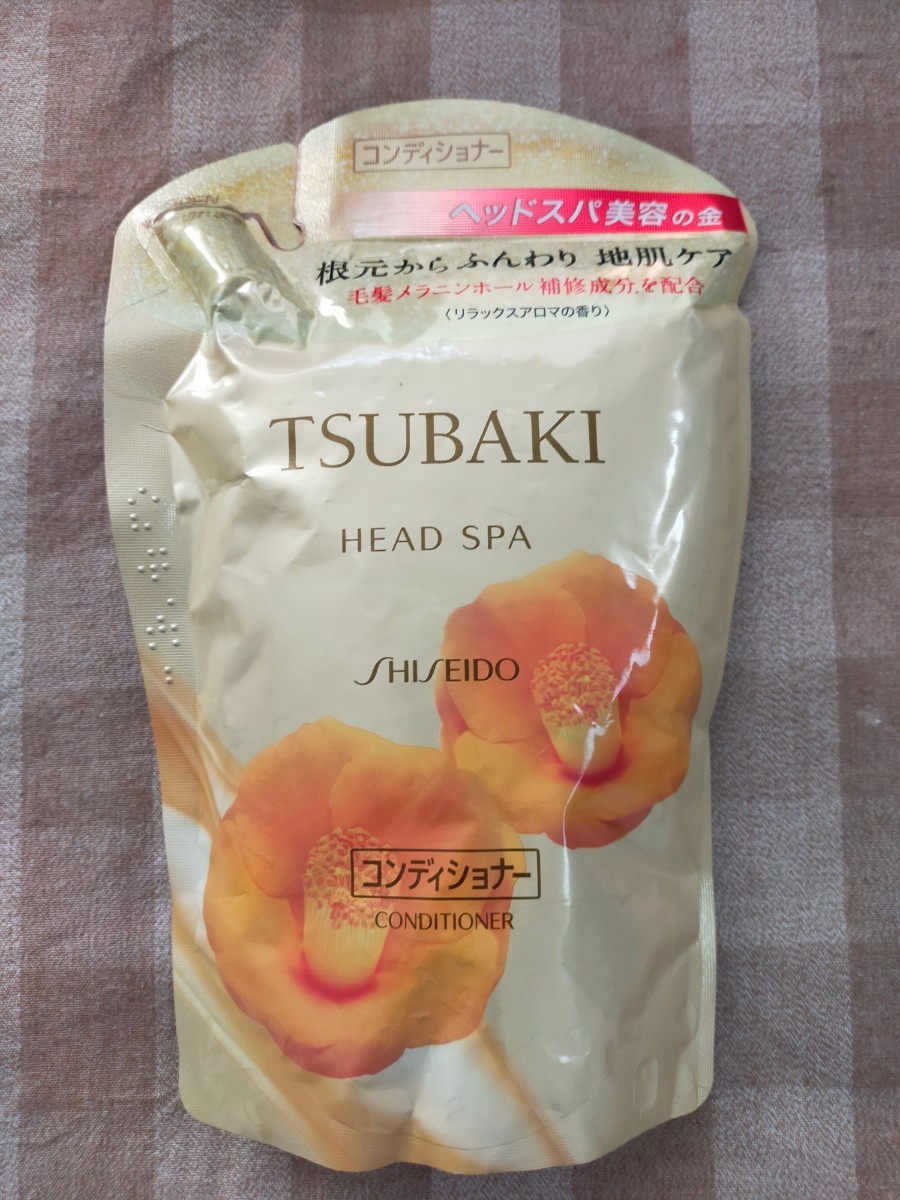 コンディショナー
ヘッドスパ美容の金
OPEN
根元からふんわり 地肌ケア
毛髪メラニンホール補修成分を配合
〈リラックスアロマの香り〉
TSUBAKI
HEAD SPA
SHISEIDO
コンディショナー
CONDITIONER